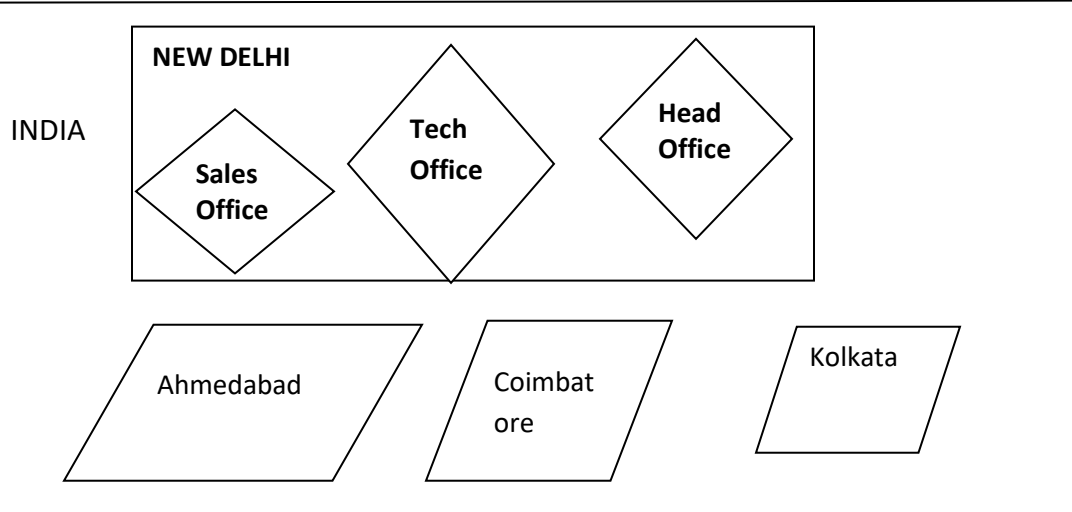 NEW DELHI
INDIA
Sales
Office
Tech
Office
Head
Office
Ahmedabad
Coimbat
ore
Kolkata